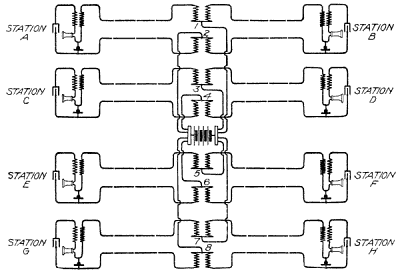 STATION A
1
2
STATION B
STATION C
3
4
STATION D
STATION E
5
6
STATION F
STATION G
7
8
STATION H